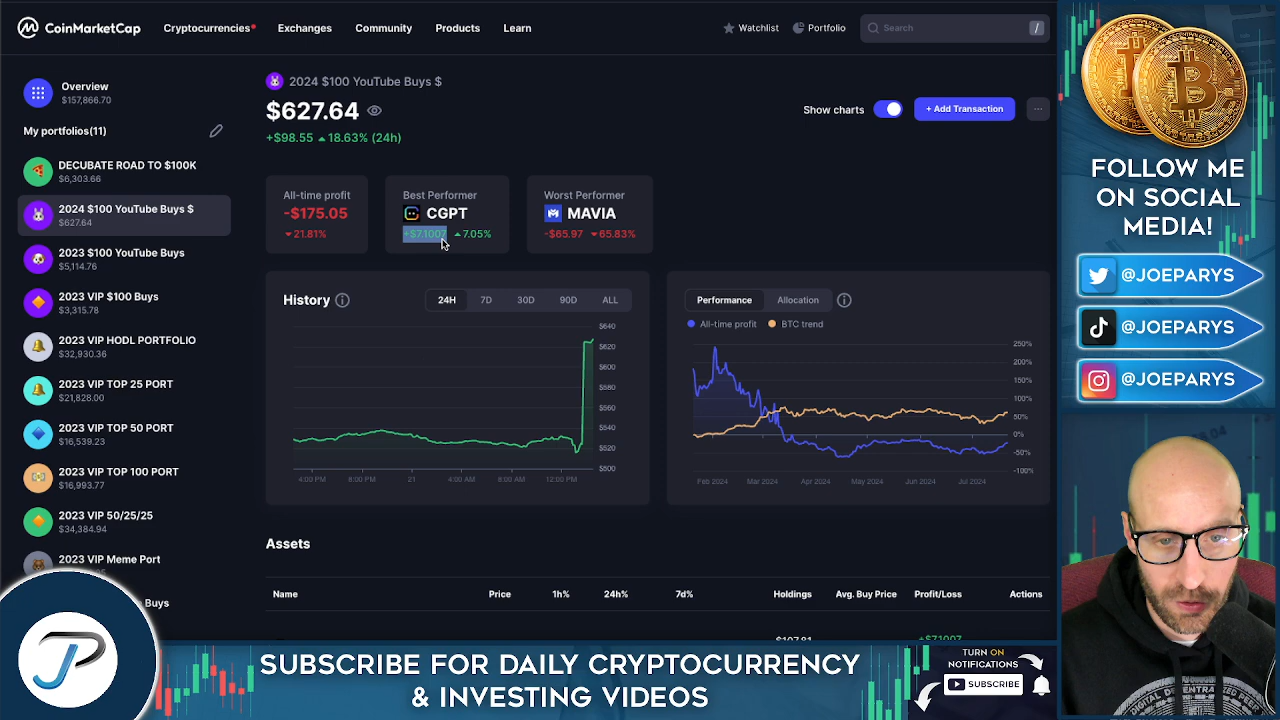 CoinMarketCap
Cryptocurrencies
Exchanges
Community
Products
Learn
Watchlist
Portfolio
Search
/
Overview
$157,866.70
My portfolios(11)
DECUBATE ROAD TO $100K
$6,303.66
2024 $100 YouTube Buys $
$627.64
2023 $100 YouTube Buys
$5,114.76
2023 VIP $100 Buys
$3,315.78
2023 VIP HODL PORTFOLIO
$32,930.36
2023 VIP TOP 25 PORT
$21,828.00
2023 VIP TOP 50 PORT
$16,539.23
2023 VIP TOP 100 PORT
$16,993.77
2023 VIP 50/25/25
$34,384.94
2023 VIP Meme Port
Buys
2024 $100 YouTube Buys $
$627.64
+$98.55 18.63% (24h)
Show charts
+ Add Transaction
All-time profit
-$175.05
21.81%
Best Performer
CGPT
+$7.1007 7.05%
Worst Performer
MAVIA
-$65.97 65.83%
History
24H 7D 30D 90D ALL
$640
$620
$600
$580
$560
$540
$520
$500
4:00 PM 8:00 PM 21 4:00 AM 8:00 AM 12:00 PM
Performance Allocation
All-time profit BTC trend
250%
200%
150%
100%
50%
0%
-50%
-100%
Feb 2024 Mar 2024 Apr 2024 May 2024 Jun 2024 Jul 2024
Assets
Name Price 1h% 24h% 7d% Holdings Avg. Buy Price Profit/Loss Actions
FOLLOW ME
ON SOCIAL
MEDIA!
@JOEPARYS
@JOEPARYS
@JOEPARYS
JP
SUBSCRIBE FOR DAILY CRYPTOCURRENCY
& INVESTING VIDEOS
TURN ON
NOTIFICATIONS
SUBSCRIBE